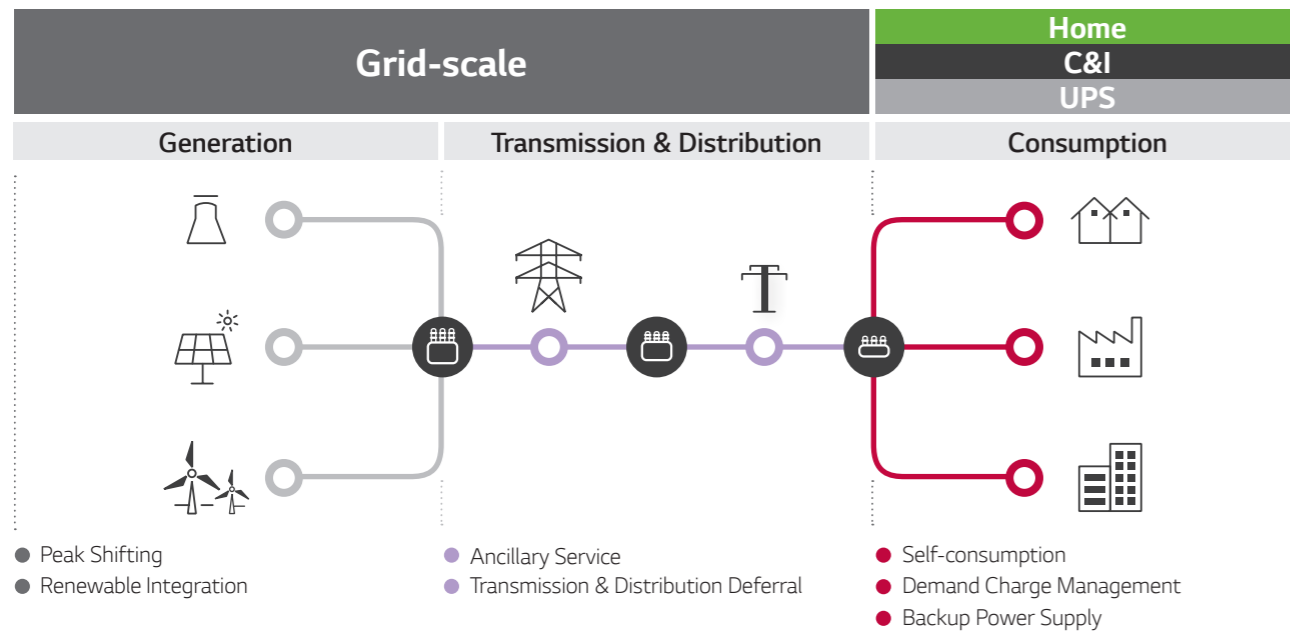 Grid-scale
Home
C&I
UPS
Generation
Transmission & Distribution
Consumption
Peak Shifting
Renewable Integration
Ancillary Service
Transmission & Distribution Deferral
Self-consumption
Demand Charge Management
Backup Power Supply